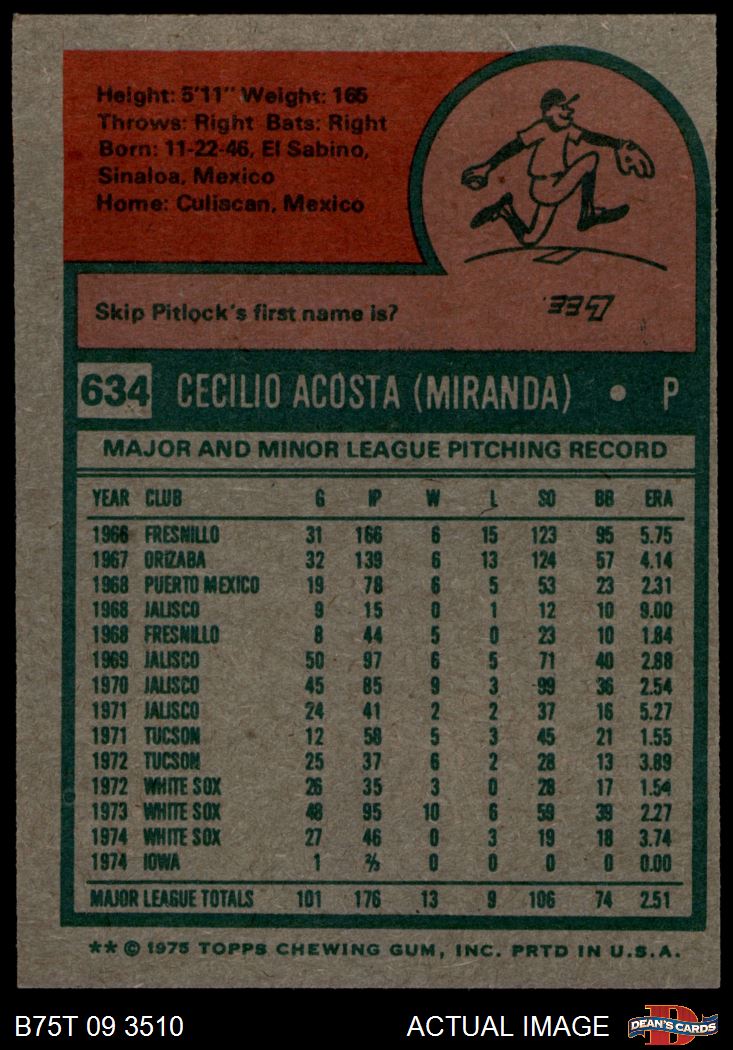 Height: 5'11" Weight: 165
Throws: Right Bats: Right
Born: 11-22-46, El Sabino,
Sinaloa, Mexico
Home: Culiacan, Mexico
Skip Pitlock's first name is?
LEE.
634 CECILIO ACOSTA (MIRANDA) • P
MAJOR AND MINOR LEAGUE PITCHING RECORD
YEAR CLUB G IP W L SO BB ERA
1966 FRESNILLO 31 166 6 15 123 95 5.75
1967 ORIZABA 32 139 6 13 124 57 4.14
1968 PUERTO MEXICO 19 78 6 5 53 23 2.31
1968 JALISCO 9 15 0 1 12 10 9.00
1968 FRESNILLO 8 44 5 0 23 10 1.84
1969 JALISCO 50 97 6 5 71 40 2.88
1970 JALISCO 45 85 9 3 99 36 2.54
1971 JALISCO 24 41 2 2 37 16 5.27
1971 TUCSON 12 58 5 3 45 21 1.55
1972 TUCSON 25 37 6 2 28 13 3.89
1972 WHITE SOX 26 35 3 0 28 17 1.54
1973 WHITE SOX 48 95 10 6 59 39 2.27
1974 WHITE SOX 27 46 0 3 19 18 3.74
1974 IOWA 1 ⅔ 0 0 0 0 0.00
MAJOR LEAGUE TOTALS 101 176 13 9 106 74 2.51
** © 1975 TOPPS CHEWING GUM, INC. PRTD IN U.S.A.
B75T 09 3510 ACTUAL IMAGE D DEAN'S CARDS